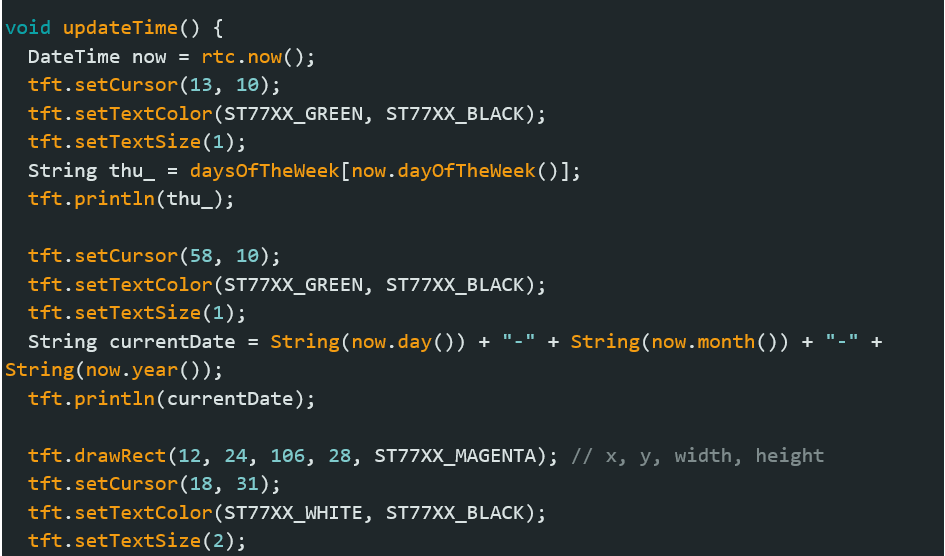 void updateTime() {
  DateTime now = rtc.now();
  tft.setCursor(13, 10);
  tft.setTextColor(ST77XX_GREEN, ST77XX_BLACK);
  tft.setTextSize(1);
  String thu_ = daysOfTheWeek[now.dayOfTheWeek()];
  tft.println(thu_);

  tft.setCursor(58, 10);
  tft.setTextColor(ST77XX_GREEN, ST77XX_BLACK);
  tft.setTextSize(1);
  String currentDate = String(now.day()) + "-" + String(now.month()) + "-" +
String(now.year());
  tft.println(currentDate);

  tft.drawRect(12, 24, 106, 28, ST77XX_MAGENTA); // x, y, width, height
  tft.setCursor(18, 31);
  tft.setTextColor(ST77XX_WHITE, ST77XX_BLACK);
  tft.setTextSize(2);